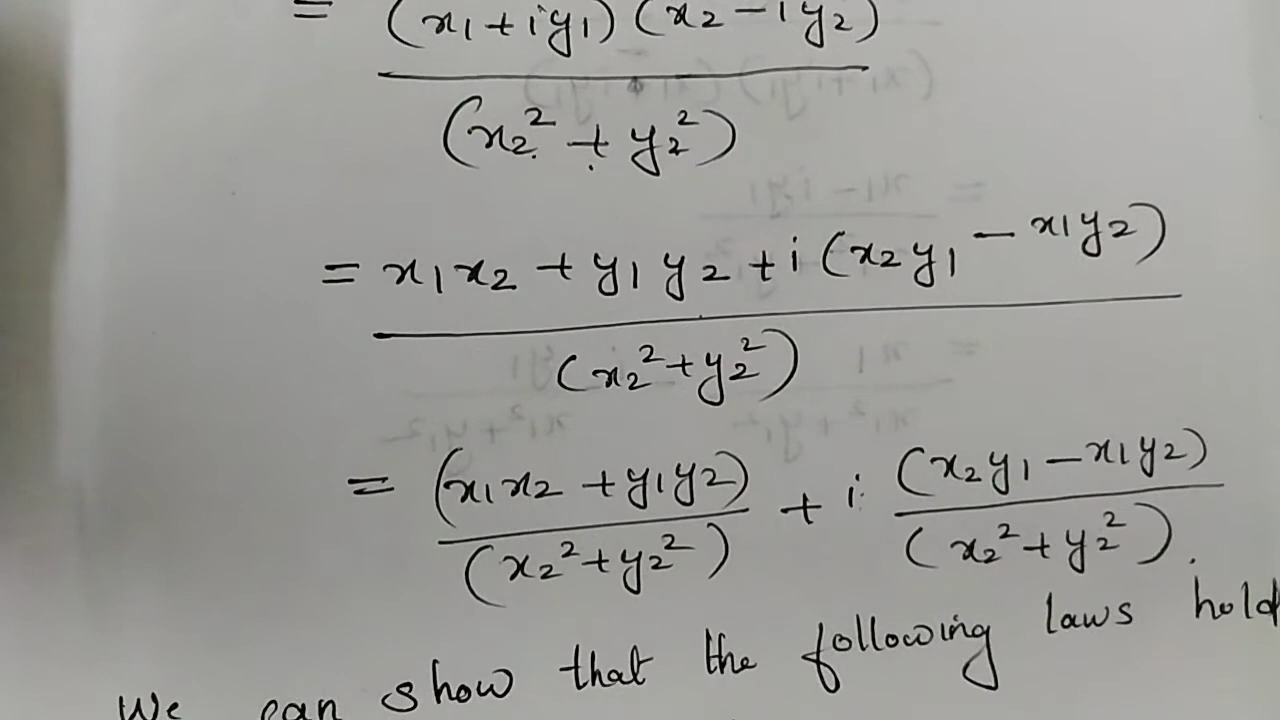 = (x₁ + iy₁) (x₂ - iy₂) / (x₂² + y₂²)
= x₁x₂ + y₁y₂ + i (x₂y₁ - x₁y₂) / (x₂² + y₂²)
= (x₁x₂ + y₁y₂) / (x₂² + y₂²) + i (x₂y₁ - x₁y₂) / (x₂² + y₂²).
We can show that the following laws hold